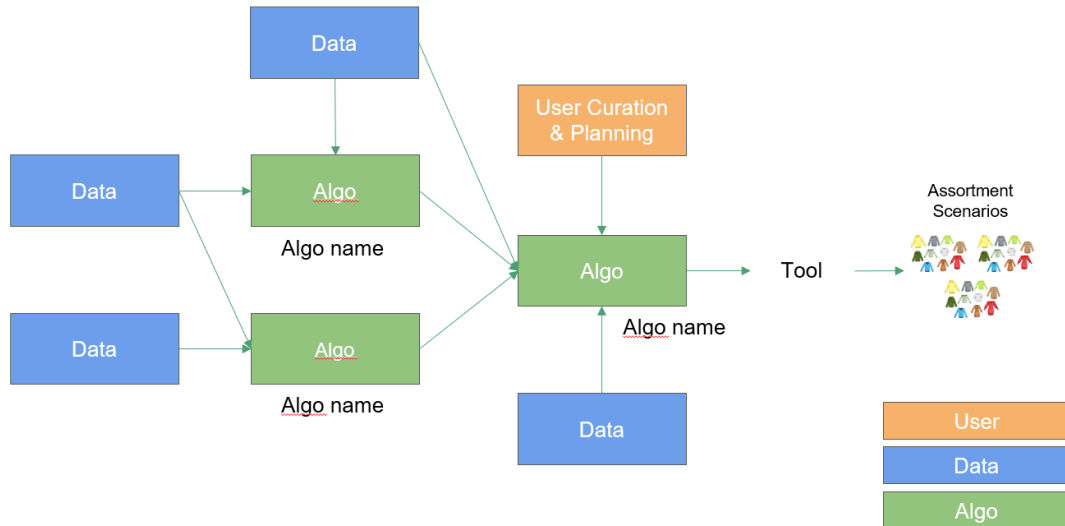 Data
User Curation
& Planning
Data
Algo
Algo name
Assortment
Scenarios
Algo
Tool
Algo name
Data
Algo
Algo name
Data
User
Data
Algo